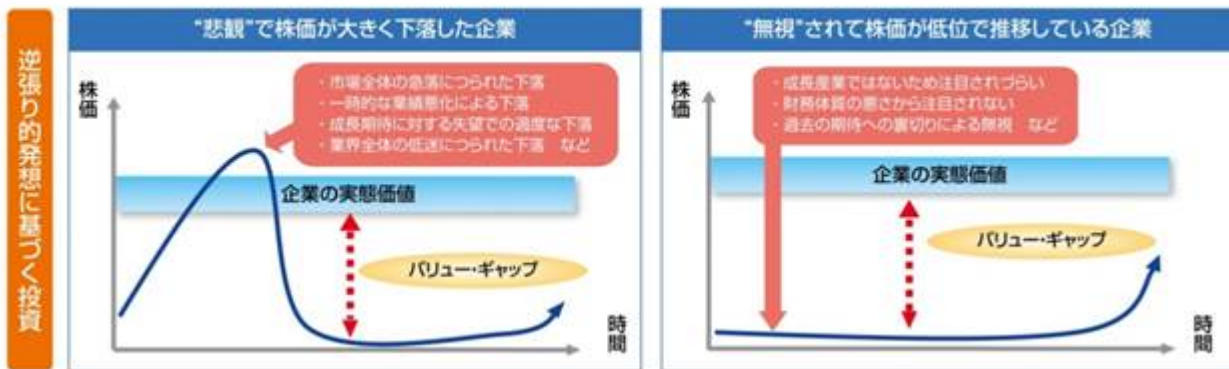 逆張り的発想に基づく投資
“悲観”で株価が大きく下落した企業
株価
・市場全体の急落につられた下落
・一時的な業績悪化による下落
・成長期待に対する失望での過度な下落
・業界全体の低迷につられた下落　など
企業の実態価値
バリュー・ギャップ
時間
“無視”されて株価が低位で推移している企業
株価
・成長産業ではないため注目されづらい
・財務体質の悪さから注目されない
・過去の期待への裏切りによる無視　など
企業の実態価値
バリュー・ギャップ
時間